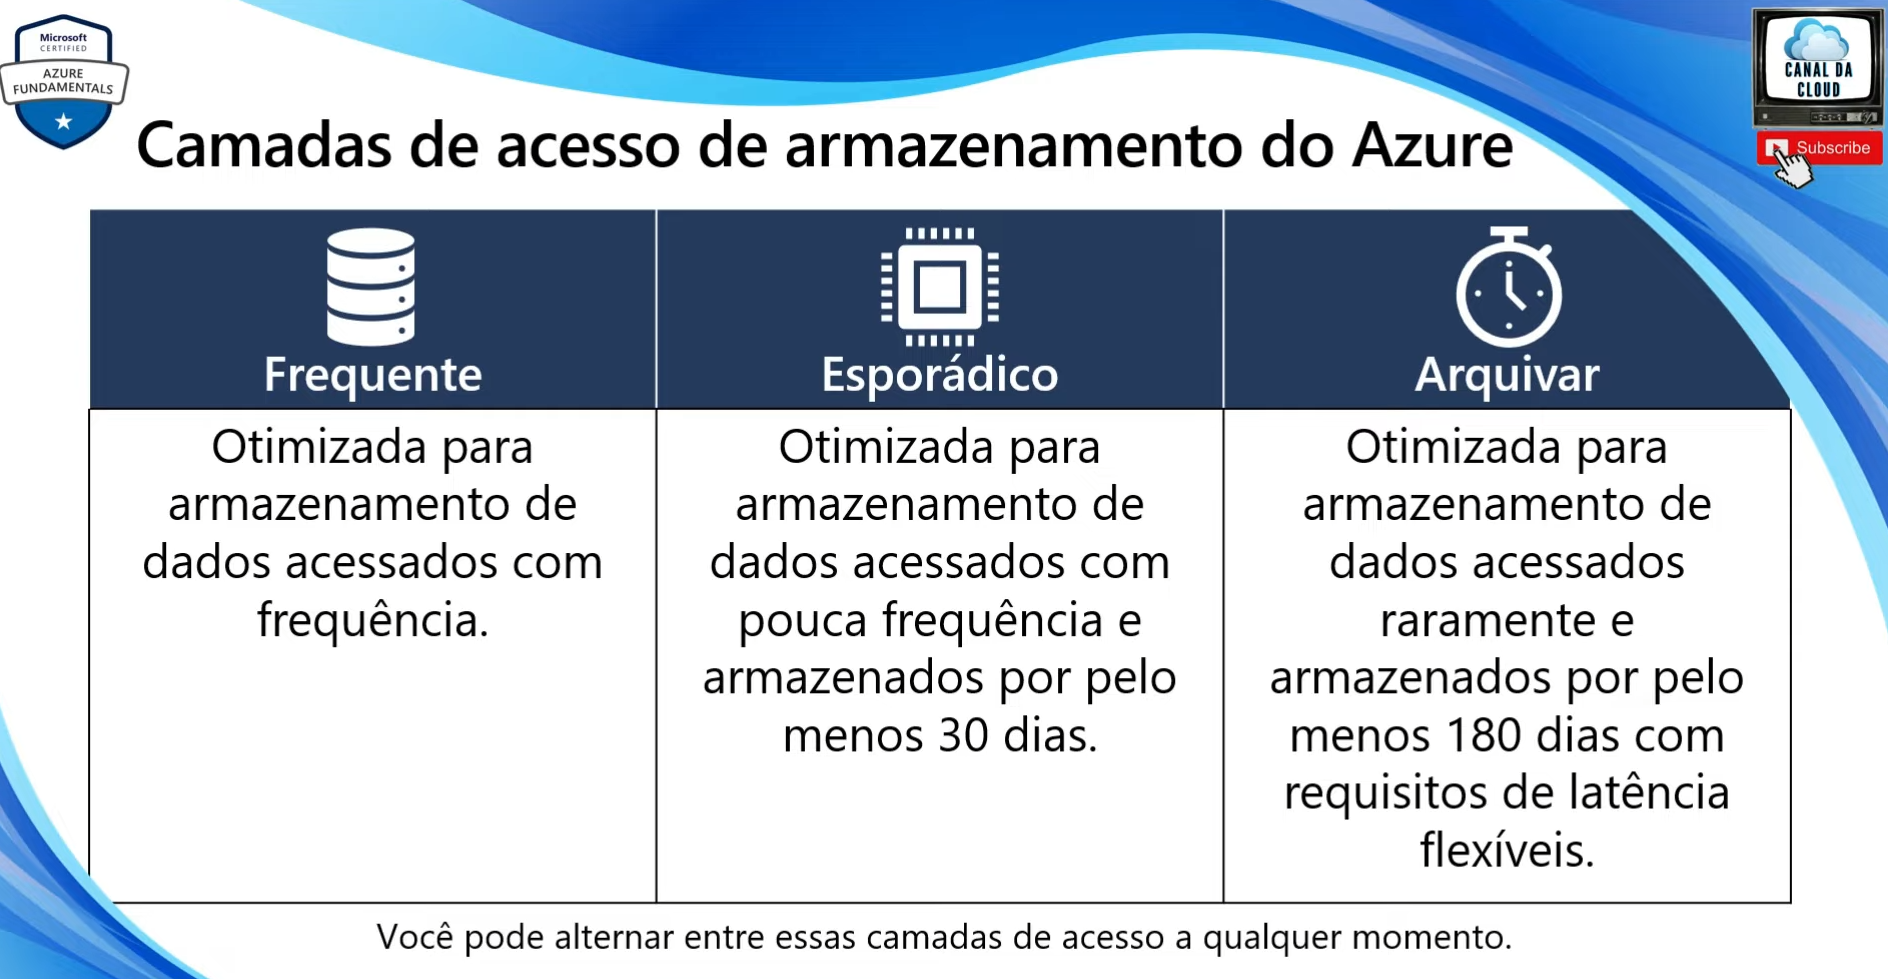 Microsoft
CERTIFIED
AZURE
FUNDAMENTALS
CANAL DA
CLOUD
Subscribe
Camadas de acesso de armazenamento do Azure
Frequente
Otimizada para
armazenamento de
dados acessados com
frequência.
Esporádico
Otimizada para
armazenamento de
dados acessados com
pouca frequência e
armazenados por pelo
menos 30 dias.
Arquivar
Otimizada para
armazenamento de
dados acessados
raramente e
armazenados por pelo
menos 180 dias com
requisitos de latência
flexíveis.
Você pode alternar entre essas camadas de acesso a qualquer momento.